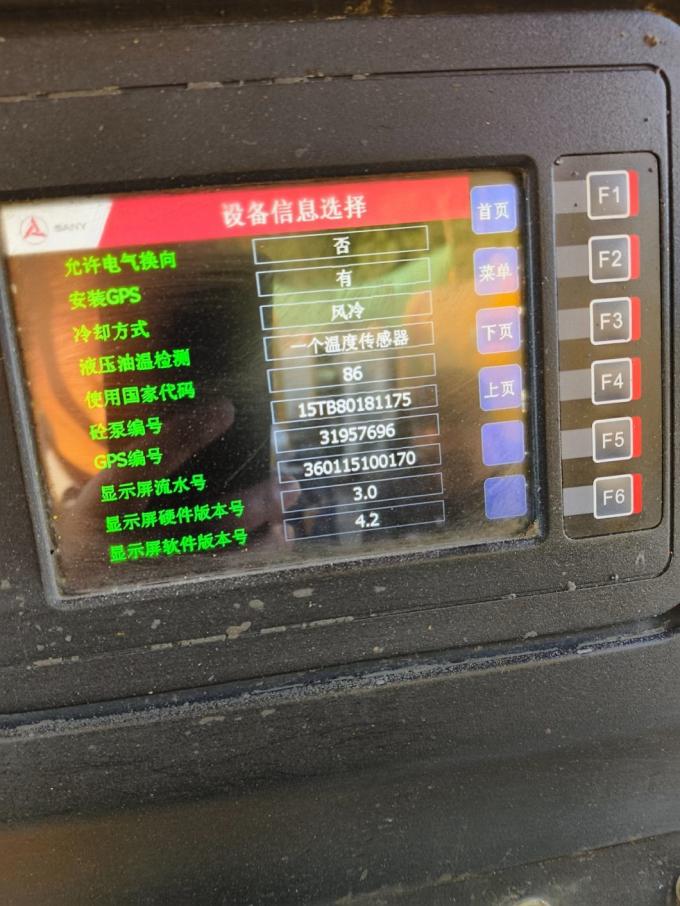 SANY
设备信息选择
首页
F1
允许电气换向 否
安装GPS 有
菜单
F2
冷却方式 风冷
液压油温检测 一个温度传感器
下页
F3
使用国家代码 86
砼泵编号 15TB80181175
上页
F4
GPS编号 31957696
显示屏流水号 360115100170
F5
显示屏硬件版本号 3.0
显示屏软件版本号 4.2
F6